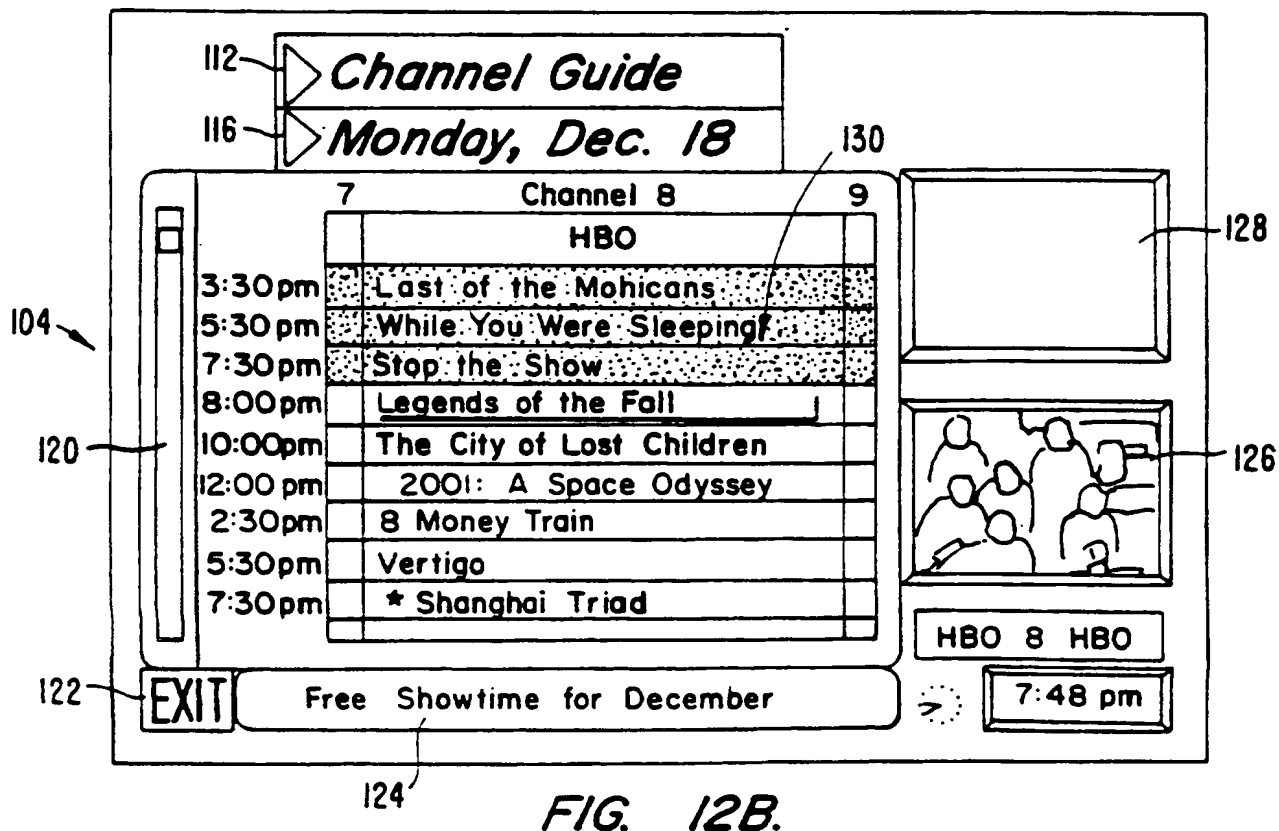 112 Channel Guide
116 Monday, Dec. 18
130
7 Channel 8 9
HBO
128
3:30pm Last of the Mohicans
104
5:30pm While You Were Sleeping
7:30pm Stop the Show
8:00pm Legends of the Fall
120
10:00pm The City of Lost Children
126
12:00 pm 2001: A Space Odyssey
2:30pm 8 Money Train
5:30pm Vertigo
7:30pm * Shanghai Triad
HBO 8 HBO
122 EXIT Free Showtime for December 7:48 pm
124
FIG. 12B.